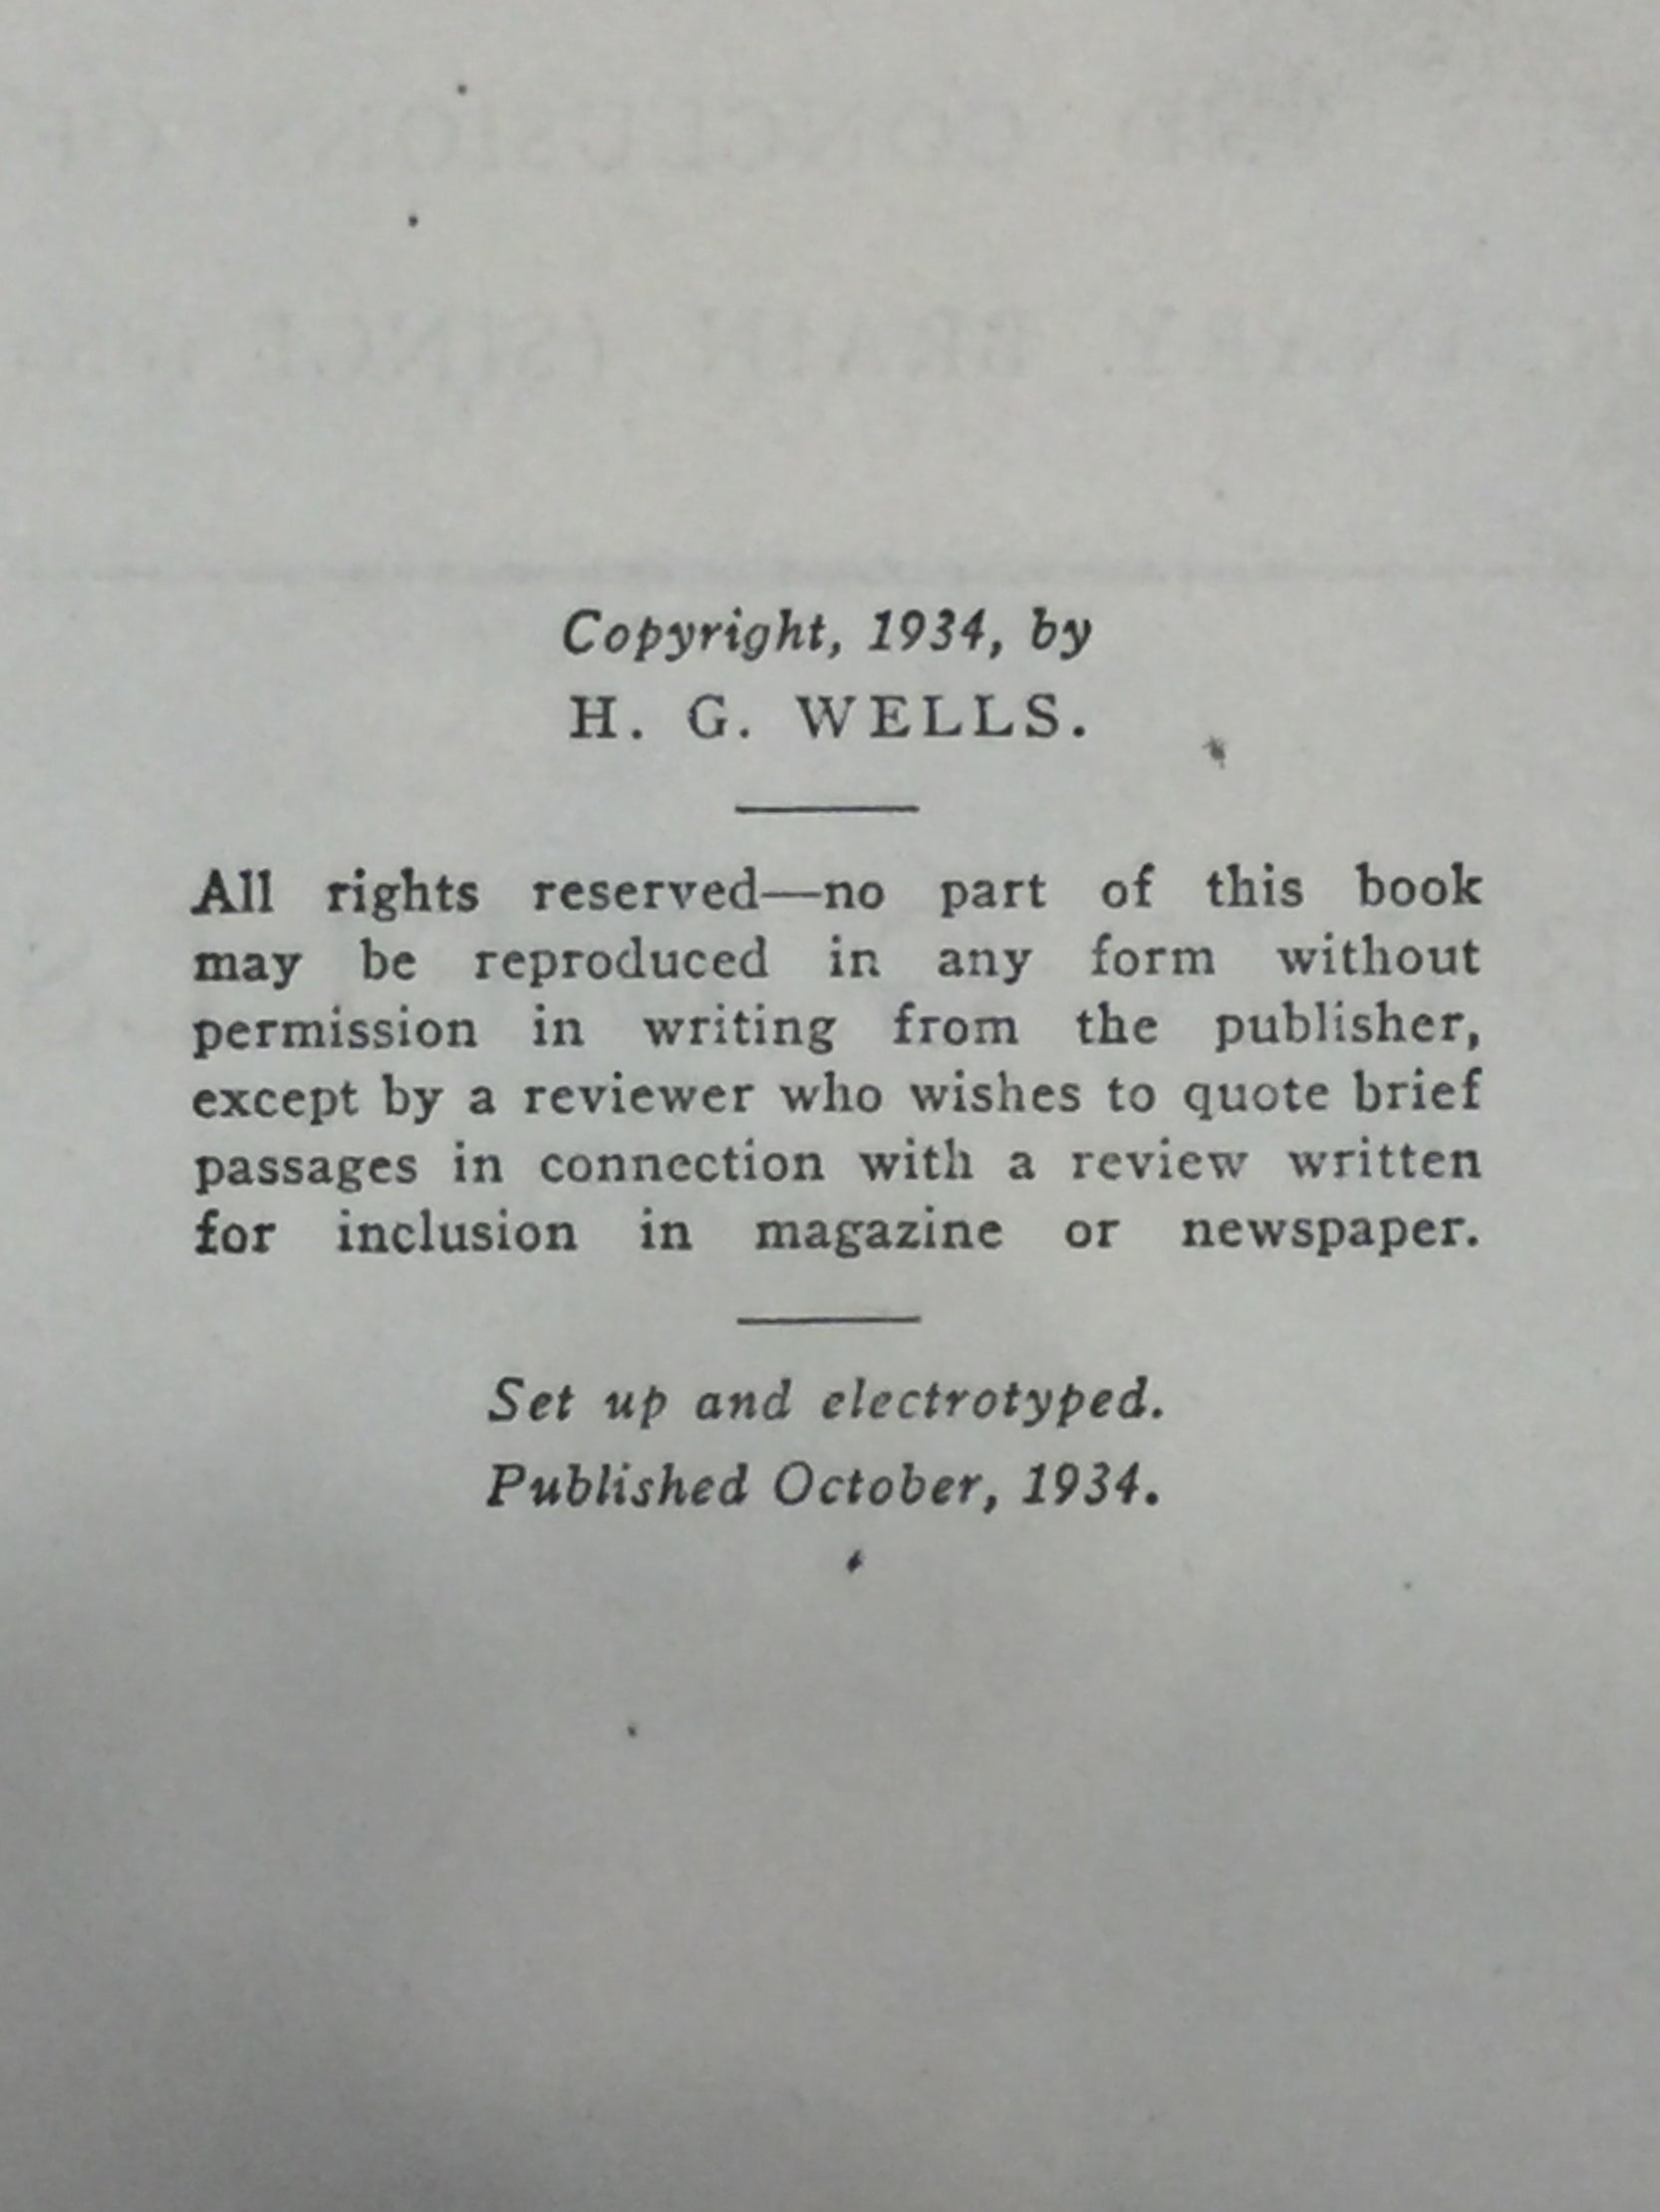 Copyright, 1934, by
H. G. WELLS.
All rights reserved—no part of this book
may be reproduced in any form without
permission in writing from the publisher,
except by a reviewer who wishes to quote brief
passages in connection with a review written
for inclusion in magazine or newspaper.
Set up and electrotyped.
Published October, 1934.